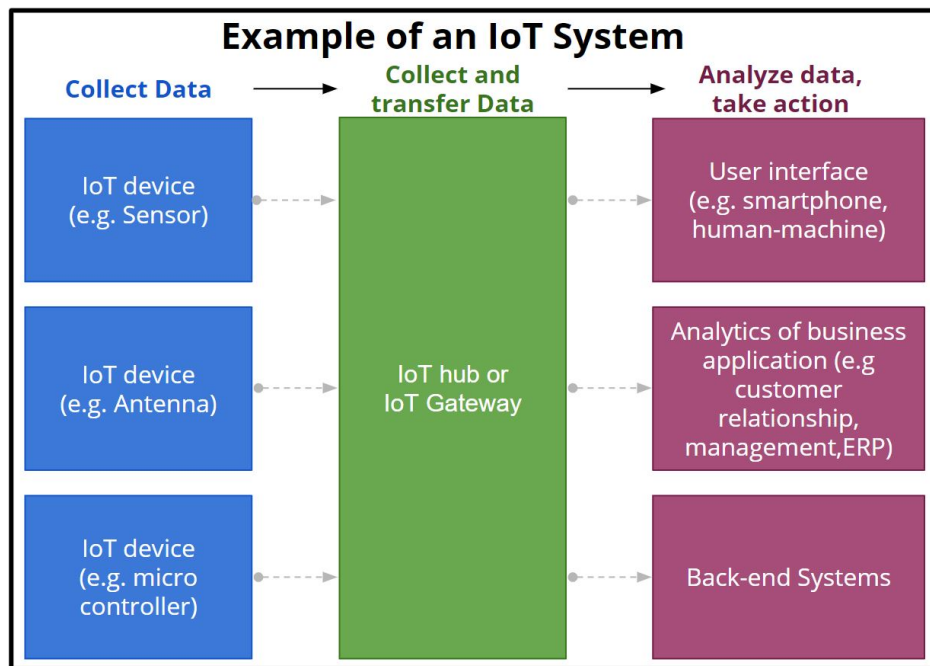 Example of an IoT System
Collect Data
Collect and
transfer Data
Analyze data,
take action
IoT device
(e.g. Sensor)
IoT device
(e.g. Antenna)
IoT device
(e.g. micro
controller)
IoT hub or
IoT Gateway
User interface
(e.g. smartphone,
human-machine)
Analytics of business
application (e.g
customer
relationship,
management,ERP)
Back-end Systems